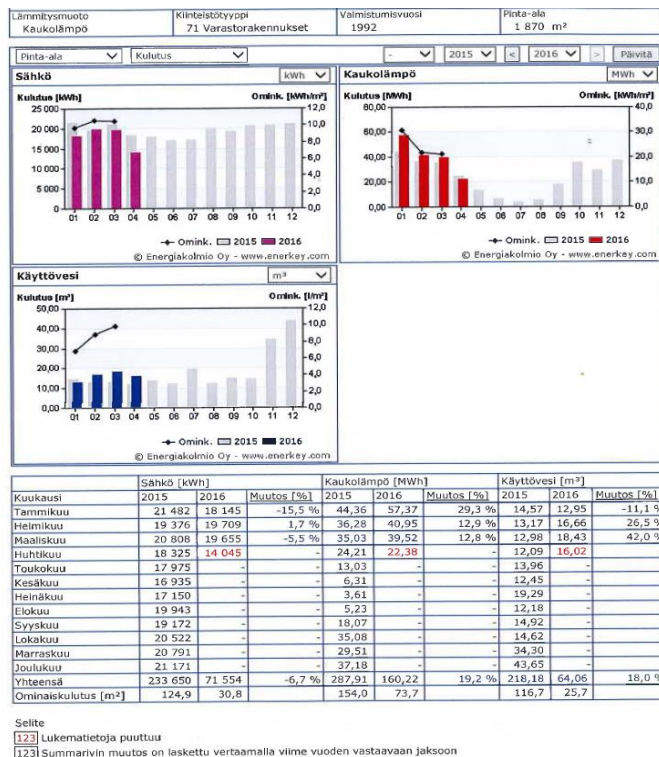 Lämmitysmuoto Kiinteistötyyppi Valmistumisvuosi Pinta-ala
Kaukolämpö 71 Varastorakennukset 1992 1 870 m²
Pinta-ala Kulutus - 2015 < 2016 > Päivitä
Sähkö kWh
Kulutus [kWh] Omink. [kWh/m²]
25 000 12,0
20 000 10,0
15 000 8,0
10 000 6,0
5 000 4,0
0 2,0
0,0
01 02 03 04 05 06 07 08 09 10 11 12
Omink. 2015 2016
© Energiakolmio Oy - www.enerkey.com
Kaukolämpö MWh
Kulutus [MWh] Omink. [kWh/m²]
80,00 40,0
60,00 30,0
40,00 20,0
20,00 10,0
0,00 0,0
01 02 03 04 05 06 07 08 09 10 11 12
Omink. 2015 2016
© Energiakolmio Oy - www.enerkey.com
Käyttövesi m³
Kulutus [m³] Omink. [l/m²]
50,00 12,0
40,00 10,0
30,00 8,0
20,00 6,0
10,00 4,0
0,00 2,0
0,0
01 02 03 04 05 06 07 08 09 10 11 12
Omink. 2015 2016
© Energiakolmio Oy - www.enerkey.com
Sähkö [kWh] Kaukolämpö [MWh] Käyttövesi [m³]
Kuukausi 2015 2016 Muutos [%] 2015 2016 Muutos [%] 2015 2016 Muutos [%]
Tammikuu 21 482 18 145 -15,5 % 44,36 57,37 29,3 % 14,57 12,95 -11,1 %
Helmikuu 19 376 19 709 1,7 % 36,28 40,95 12,9 % 13,17 16,66 26,5 %
Maaliskuu 20 808 19 655 -5,5 % 35,03 39,52 12,8 % 12,98 18,43 42,0 %
Huhtikuu 18 325 14 045 - 24,21 22,38 - 12,09 16,02 -
Toukokuu 17 975 - - 13,03 - - 13,96 - -
Kesäkuu 16 935 - - 6,31 - - 12,45 - -
Heinäkuu 17 150 - - 3,61 - - 19,29 - -
Elokuu 19 943 - - 5,23 - - 12,18 - -
Syyskuu 19 172 - - 18,07 - - 14,92 - -
Lokakuu 20 522 - - 35,08 - - 14,62 - -
Marraskuu 20 791 - - 29,51 - - 34,30 - -
Joulukuu 21 171 - - 37,18 - - 43,65 - -
Yhteensä 233 650 71 554 -6,7 % 287,91 160,22 19,2 % 218,18 64,06 18,0 %
Ominaiskulutus [m²] 124,9 30,8 154,0 73,7 116,7 25,7
Selite
123 Lukematietoja puuttuu
123 Summarivin muutos on laskettu vertaamalla viime vuoden vastaavaan jaksoon